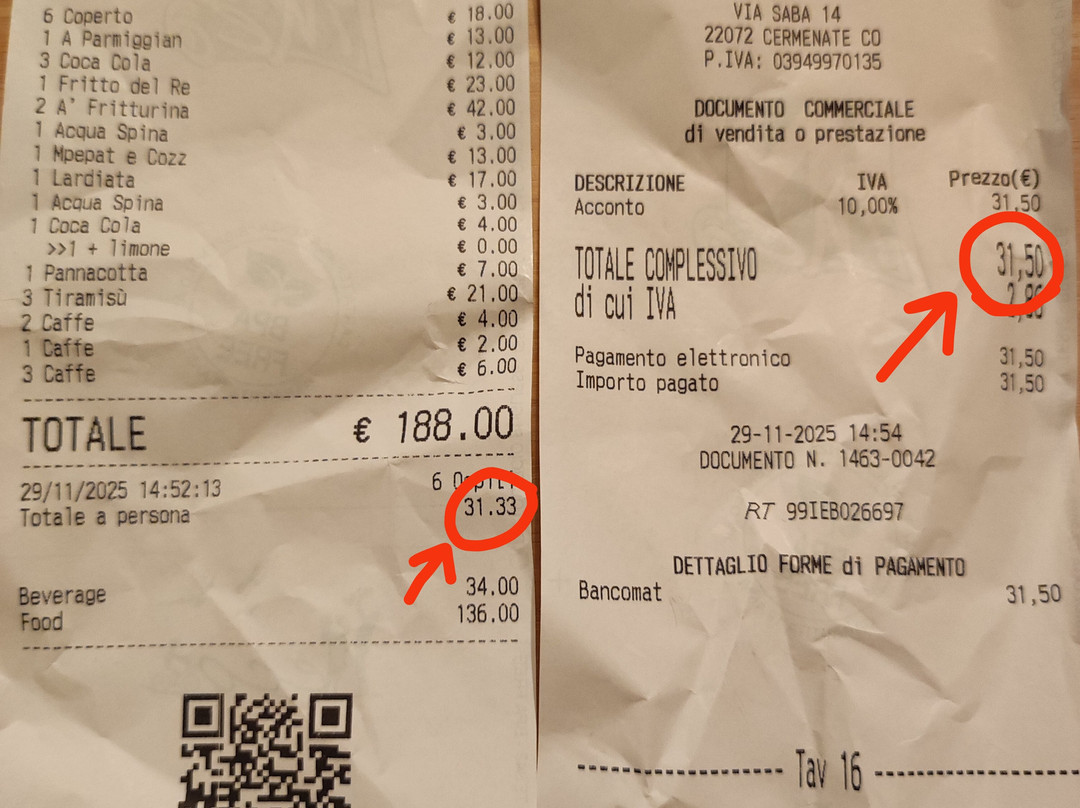 6 Coperto € 18.00
1 A Parmiggian € 13.00
3 Coca Cola € 12.00
1 Fritto del Re € 23.00
2 A' Fritturina € 42.00
1 Acqua Spina € 3.00
1 Mpepat e Cozz € 13.00
1 Lardiata € 17.00
1 Acqua Spina € 3.00
1 Coca Cola € 4.00
>>1 + limone € 0.00
1 Pannacotta € 7.00
3 Tiramisù € 21.00
2 Caffe € 4.00
1 Caffe € 2.00
3 Caffe € 6.00
TOTALE € 188.00
29/11/2025 14:52:13 6
Totale a persona 31.33
Beverage 34.00
Food 136.00
VIA SABA 14
22072 CERMENATE CO
P.IVA: 03949970135
DOCUMENTO COMMERCIALE
di vendita o prestazione
DESCRIZIONE IVA Prezzo(€)
Acconto 10,00% 31,50
TOTALE COMPLESSIVO 31,50
di cui IVA 2,86
Pagamento elettronico 31,50
Importo pagato 31,50
29-11-2025 14:54
DOCUMENTO N. 1463-0042
RT 99IEB026697
DETTAGLIO FORME di PAGAMENTO
Bancomat 31,50
Tav 16